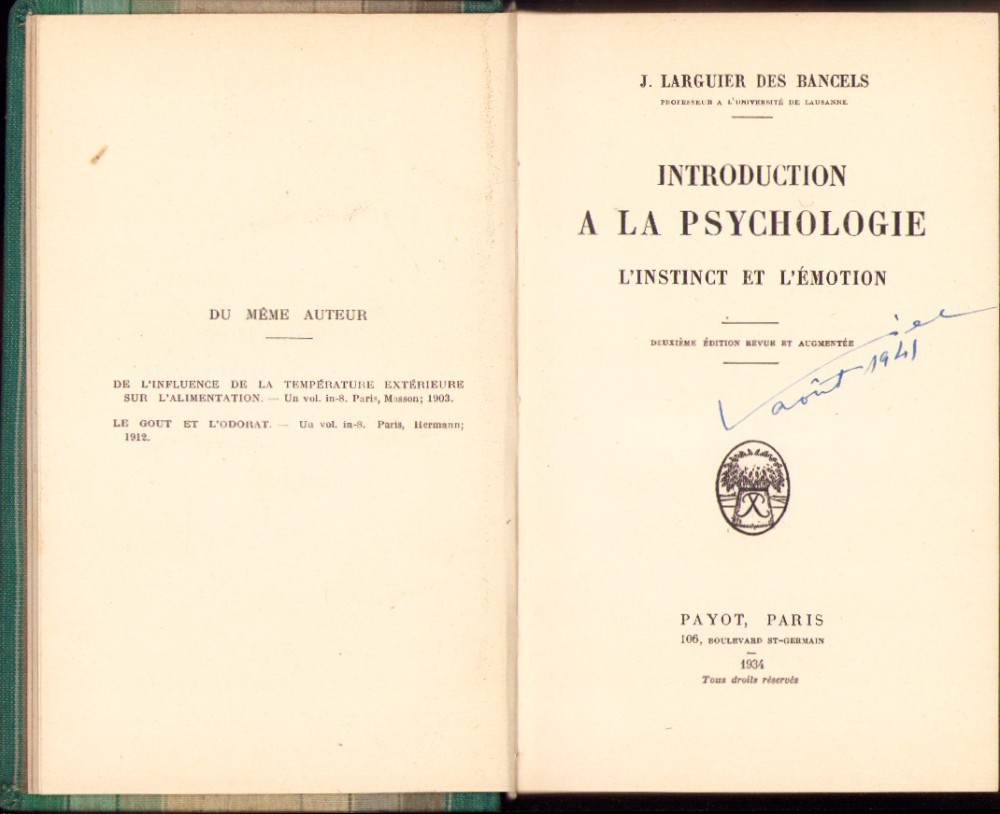 DU MÊME AUTEUR
DE L'INFLUENCE DE LA TEMPÉRATURE EXTÉRIEURE
SUR L'ALIMENTATION. — Un vol. in-8. Paris, Masson; 1903.
LE GOUT ET L'ODORAT. — Un vol. in-8. Paris, Hermann;
1912.
J. LARGUIER DES BANCELS
PROFESSEUR A L'UNIVERSITÉ DE LAUSANNE
INTRODUCTION
A LA PSYCHOLOGIE
L'INSTINCT ET L'ÉMOTION
DEUXIÈME ÉDITION REVUE ET AUGMENTÉE
août 1941
PAYOT, PARIS
106, BOULEVARD ST-GERMAIN
1934
Tous droits réservés